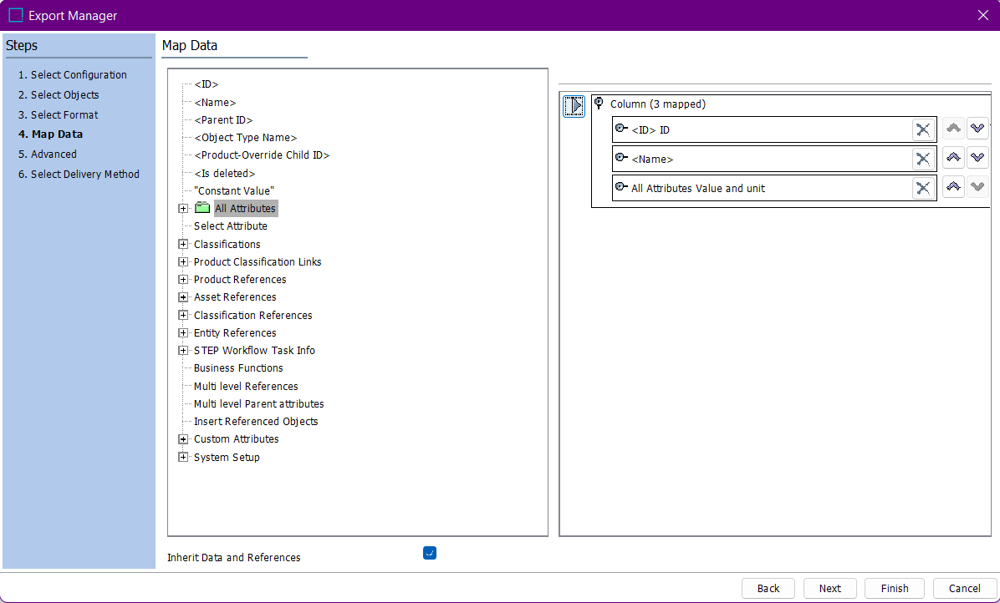 Export Manager
Steps
1. Select Configuration
2. Select Objects
3. Select Format
4. Map Data
5. Advanced
6. Select Delivery Method
Map Data
<ID>
<Name>
<Parent ID>
<Object Type Name>
<Product-Override Child ID>
<Is deleted>
"Constant Value"
All Attributes
Select Attribute
Classifications
Product Classification Links
Product References
Asset References
Classification References
Entity References
STEP Workflow Task Info
Business Functions
Multi level References
Multi level Parent attributes
Insert Referenced Objects
Custom Attributes
System Setup
Inherit Data and References
Column (3 mapped)
<ID> ID
<Name>
All Attributes Value and unit
Back Next Finish Cancel